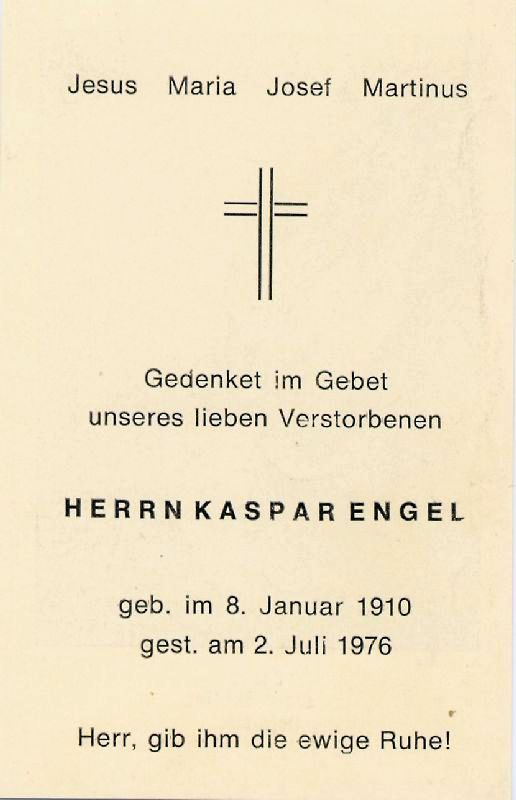 Jesus Maria Josef Martinus
Gedenket im Gebet
unseres lieben Verstorbenen
HERRN KASPAR ENGEL
geb. im 8. Januar 1910
gest. am 2. Juli 1976
Herr, gib ihm die ewige Ruhe!